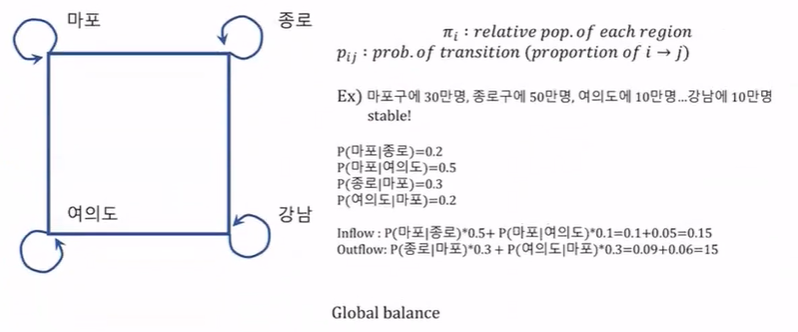 마포
종로
여의도
강남
π_i : relative pop. of each region
p_ij : prob. of transition (proportion of i → j)
Ex) 마포구에 30만명, 종로구에 50만명, 여의도에 10만명...강남에 10만명
stable!
P(마포|종로)=0.2
P(마포|여의도)=0.5
P(종로|마포)=0.3
P(여의도|마포)=0.2
Inflow : P(마포|종로)*0.5+ P(마포|여의도)*0.1=0.1+0.05=0.15
Outflow: P(종로|마포)*0.3 + P(여의도|마포)*0.3=0.09+0.06=15
Global balance